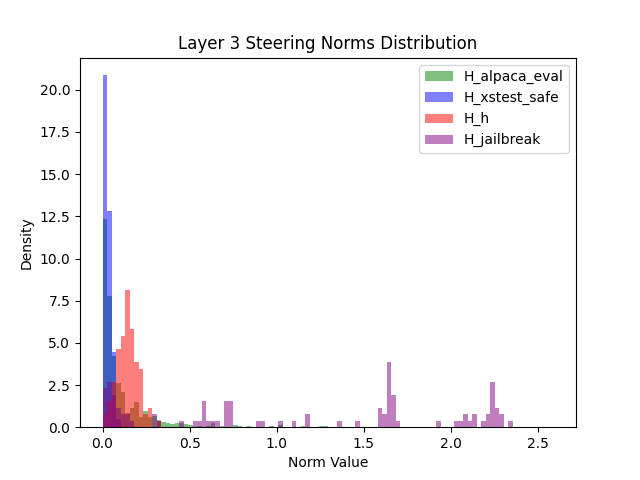 Layer 3 Steering Norms Distribution
H_alpaca_eval
H_xstest_safe
H_h
H_jailbreak
Density
20.0
17.5
15.0
12.5
10.0
7.5
5.0
2.5
0.0
0.0 0.5 1.0 1.5 2.0 2.5
Norm Value